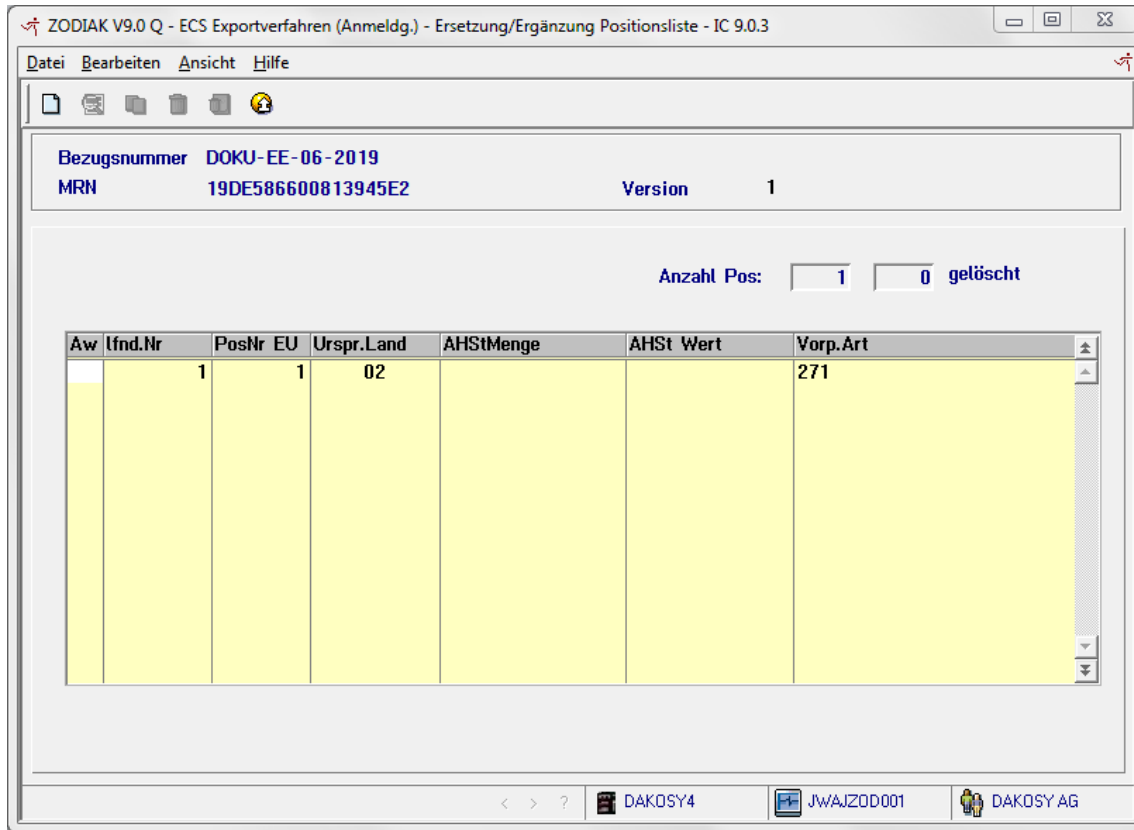 ZODIAK V9.0 Q - ECS Exportverfahren (Anmeldg.) - Ersetzung/Ergänzung Positionsliste - IC 9.0.3
Datei Bearbeiten Ansicht Hilfe
Bezugsnummer DOKU-EE-06-2019
MRN 19DE586600813945E2 Version 1
Anzahl Pos: 1 0 gelöscht
Aw lfnd.Nr PosNr EU Urspr.Land AHStMenge AHSt Wert Vorp.Art
1 1 02 271
< > ? DAKOSY4 JWAJZOD001 DAKOSY AG